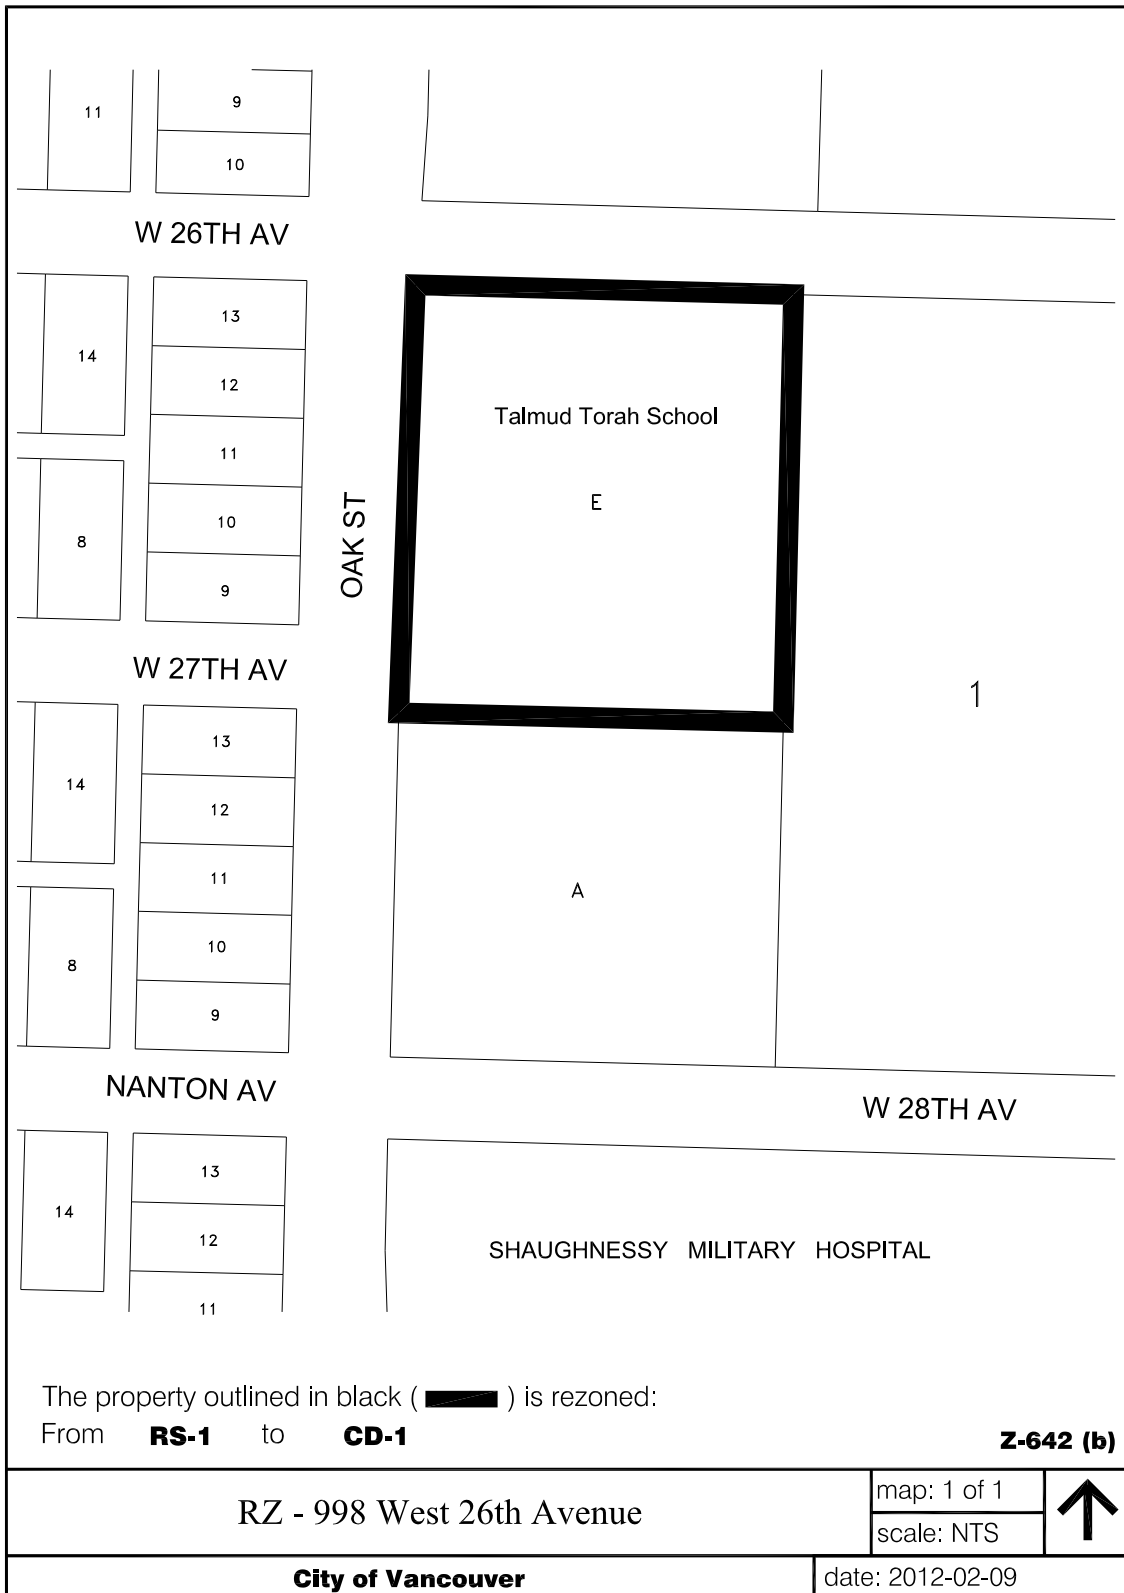 9
11
10
W 26TH AV
13
14
12
Talmud Torah School
11
E
10
8
OAK ST
9
W 27TH AV
1
13
14
12
11
A
10
8
9
NANTON AV
W 28TH AV
13
14
12
SHAUGHNESSY MILITARY HOSPITAL
11
The property outlined in black ( ) is rezoned:
From RS-1 to CD-1
Z-642 (b)
RZ - 998 West 26th Avenue
map: 1 of 1
scale: NTS
City of Vancouver
date: 2012-02-09